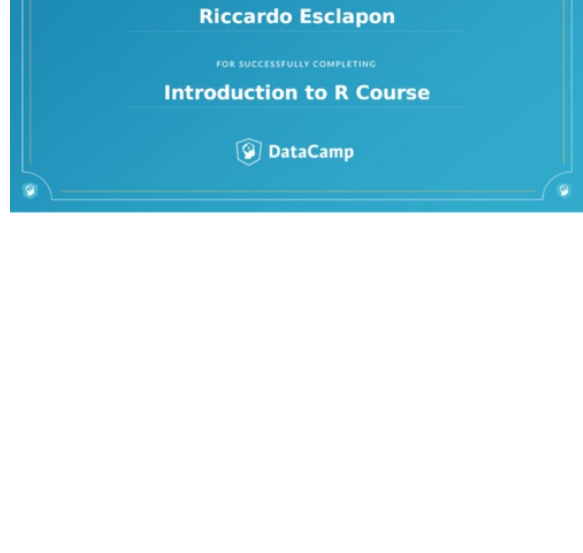 Riccardo Esclapon
FOR SUCCESSFULLY COMPLETING
Introduction to R Course
DataCamp